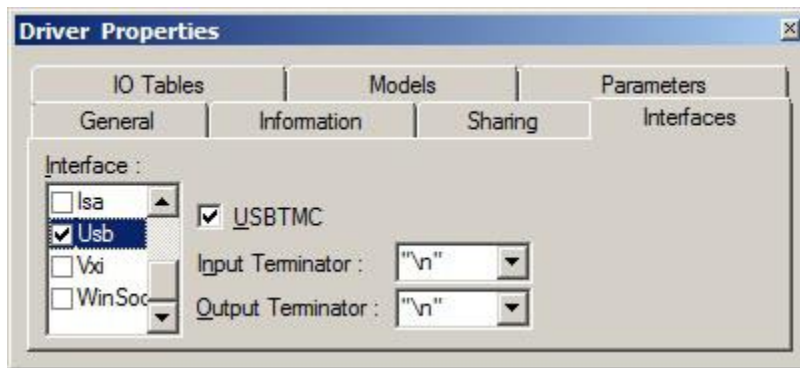 Driver Properties
IO Tables Models Parameters
General Information Sharing Interfaces
Interface :
Isa
Usb
Vxi
WinSoc
USBTMC
Input Terminator : "\n"
Output Terminator : "\n"